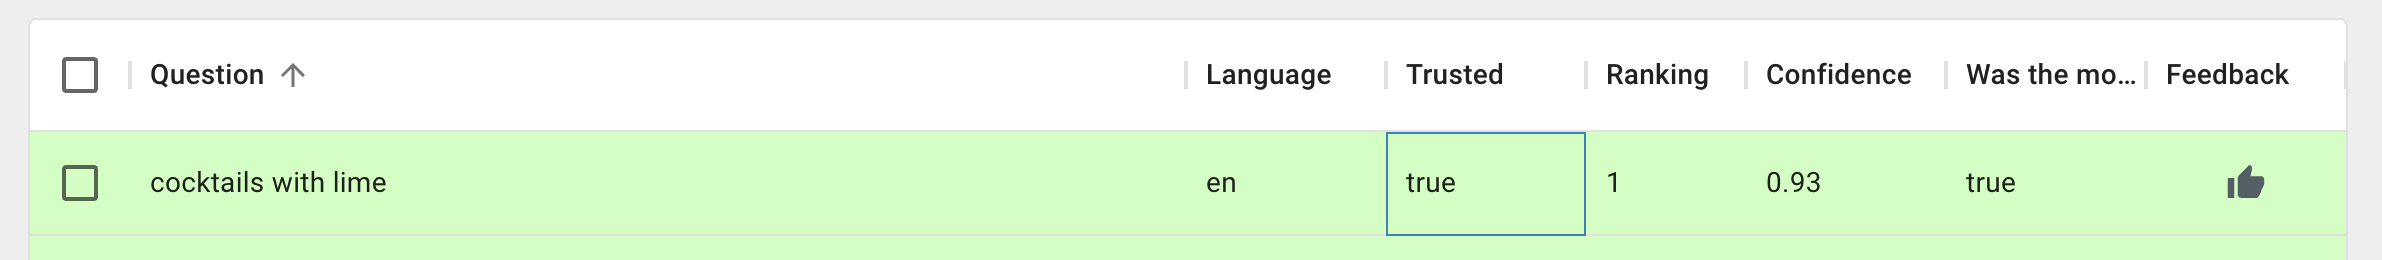 Question Language Trusted Ranking Confidence Was the mo... Feedback
cocktails with lime en true 1 0.93 true